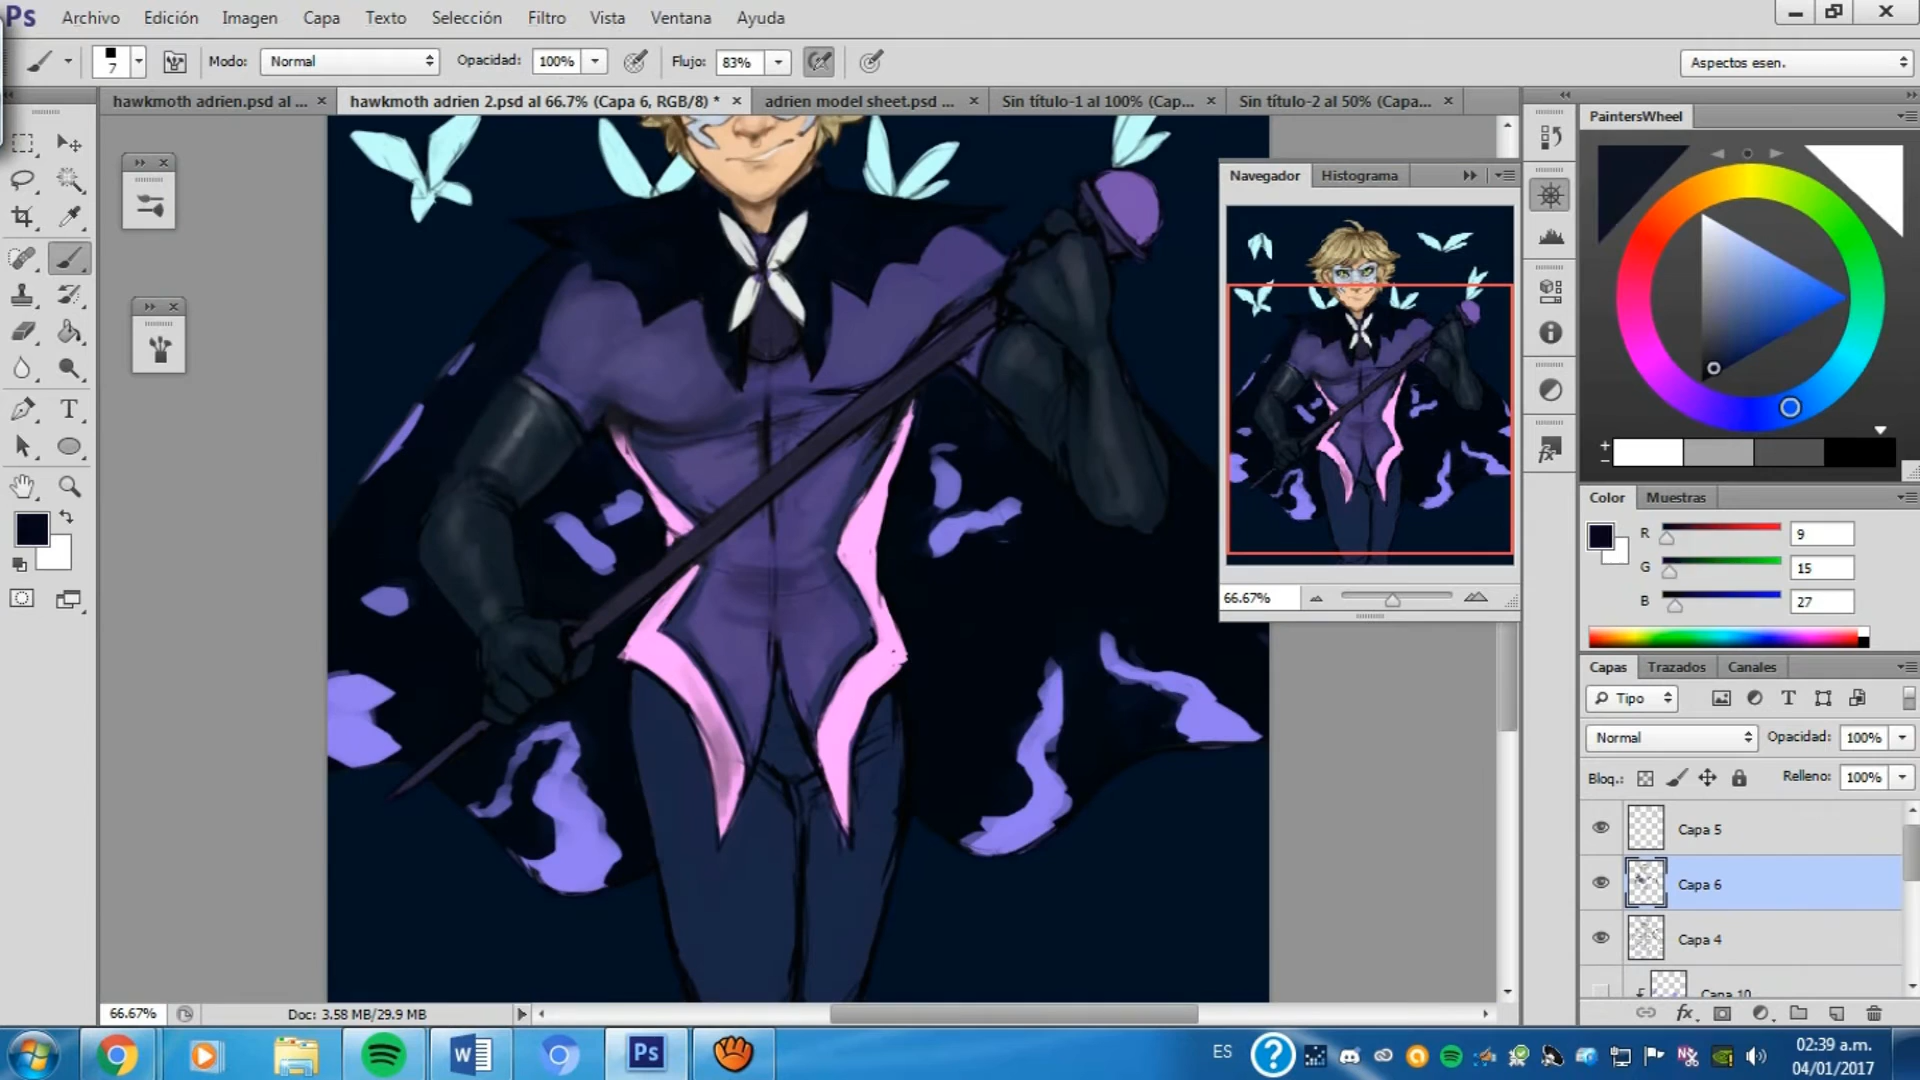 Ps Archivo Edición Imagen Capa Texto Selección Filtro Vista Ventana Ayuda
7 Modo: Normal Opacidad: 100% Flujo: 83% Aspectos esen.
hawkmoth adrien.psd al ... × hawkmoth adrien 2.psd al 66.7% (Capa 6, RGB/8) * × adrien model sheet.psd ... × Sin título-1 al 100% (Cap... × Sin título-2 al 50% (Capa... ×
PaintersWheel
Navegador Histograma
66.67%
Color Muestras
R 9
G 15
B 27
Capas Trazados Canales
Tipo
Normal Opacidad: 100%
Bloq.: Relleno: 100%
Capa 5
Capa 6
Capa 4
Capa 10
66.67% Doc: 3.58 MB/29.9 MB
ES
02:39 a.m.
04/01/2017